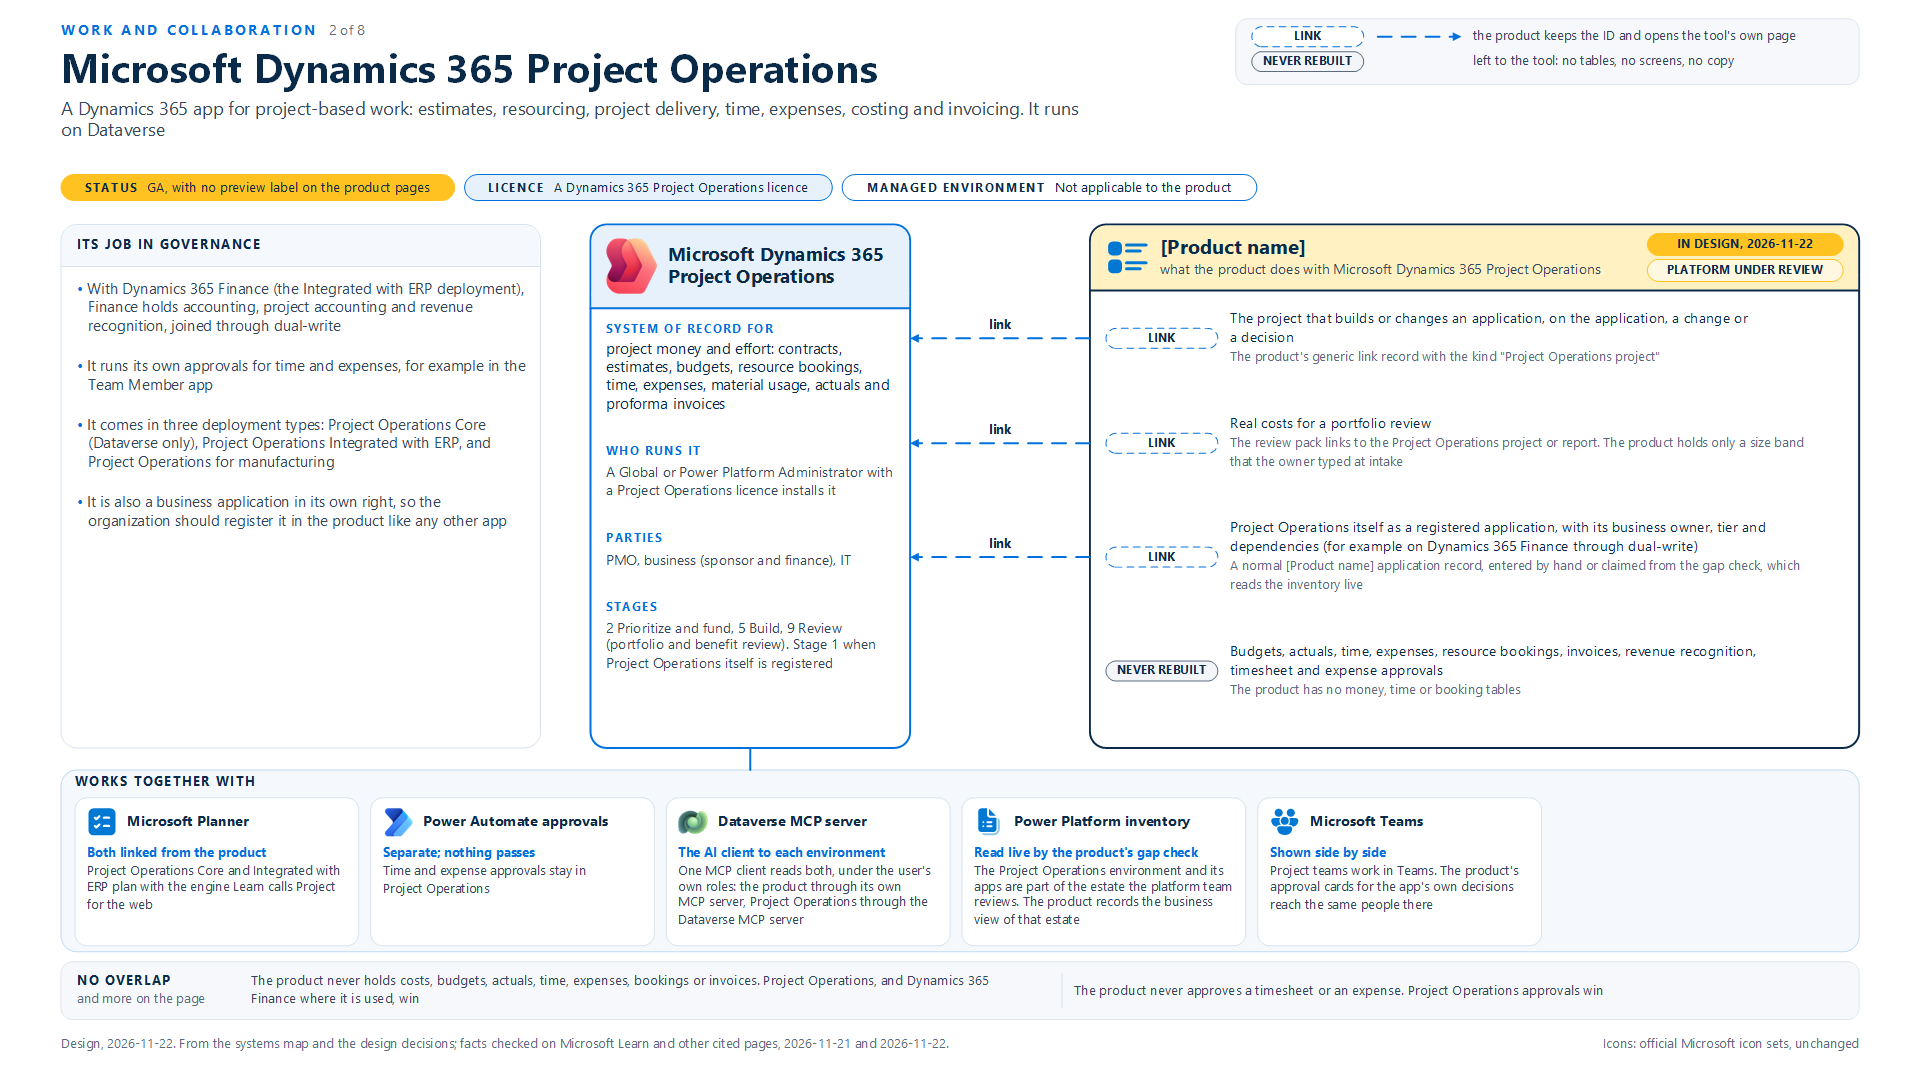 WORK AND COLLABORATION 2 of 8
Microsoft Dynamics 365 Project Operations
A Dynamics 365 app for project-based work: estimates, resourcing, project delivery, time, expenses, costing and invoicing. It runs
on Dataverse
LINK
the product keeps the ID and opens the tool's own page
NEVER REBUILT
left to the tool: no tables, no screens, no copy
STATUS GA, with no preview label on the product pages
LICENCE A Dynamics 365 Project Operations licence
MANAGED ENVIRONMENT Not applicable to the product
ITS JOB IN GOVERNANCE
• With Dynamics 365 Finance (the Integrated with ERP deployment),
Finance holds accounting, project accounting and revenue
recognition, joined through dual-write
• It runs its own approvals for time and expenses, for example in the
Team Member app
• It comes in three deployment types: Project Operations Core
(Dataverse only), Project Operations Integrated with ERP, and
Project Operations for manufacturing
• It is also a business application in its own right, so the
organization should register it in the product like any other app
Microsoft Dynamics 365
Project Operations
SYSTEM OF RECORD FOR
project money and effort: contracts,
estimates, budgets, resource bookings,
time, expenses, material usage, actuals and
proforma invoices
WHO RUNS IT
A Global or Power Platform Administrator with
a Project Operations licence installs it
PARTIES
PMO, business (sponsor and finance), IT
STAGES
2 Prioritize and fund, 5 Build, 9 Review
(portfolio and benefit review). Stage 1 when
Project Operations itself is registered
link
link
link
[Product name]
what the product does with Microsoft Dynamics 365 Project Operations
IN DESIGN, 2026-11-22
PLATFORM UNDER REVIEW
LINK
The project that builds or changes an application, on the application, a change or
a decision
The product's generic link record with the kind "Project Operations project"
LINK
Real costs for a portfolio review
The review pack links to the Project Operations project or report. The product holds only a size band
that the owner typed at intake
LINK
Project Operations itself as a registered application, with its business owner, tier and
dependencies (for example on Dynamics 365 Finance through dual-write)
A normal [Product name] application record, entered by hand or claimed from the gap check, which
reads the inventory live
NEVER REBUILT
Budgets, actuals, time, expenses, resource bookings, invoices, revenue recognition,
timesheet and expense approvals
The product has no money, time or booking tables
WORKS TOGETHER WITH
Microsoft Planner
Both linked from the product
Project Operations Core and Integrated with
ERP plan with the engine Learn calls Project
for the web
Power Automate approvals
Separate; nothing passes
Time and expense approvals stay in
Project Operations
Dataverse MCP server
The AI client to each environment
One MCP client reads both, under the user's
own roles: the product through its own
MCP server, Project Operations through the
Dataverse MCP server
Power Platform inventory
Read live by the product's gap check
The Project Operations environment and its
apps are part of the estate the platform team
reviews. The product records the business
view of that estate
Microsoft Teams
Shown side by side
Project teams work in Teams. The product's
approval cards for the app's own decisions
reach the same people there
NO OVERLAP
and more on the page
The product never holds costs, budgets, actuals, time, expenses, bookings or invoices. Project Operations, and Dynamics 365
Finance where it is used, win
The product never approves a timesheet or an expense. Project Operations approvals win
Design, 2026-11-22. From the systems map and the design decisions; facts checked on Microsoft Learn and other cited pages, 2026-11-21 and 2026-11-22.
Icons: official Microsoft icon sets, unchanged